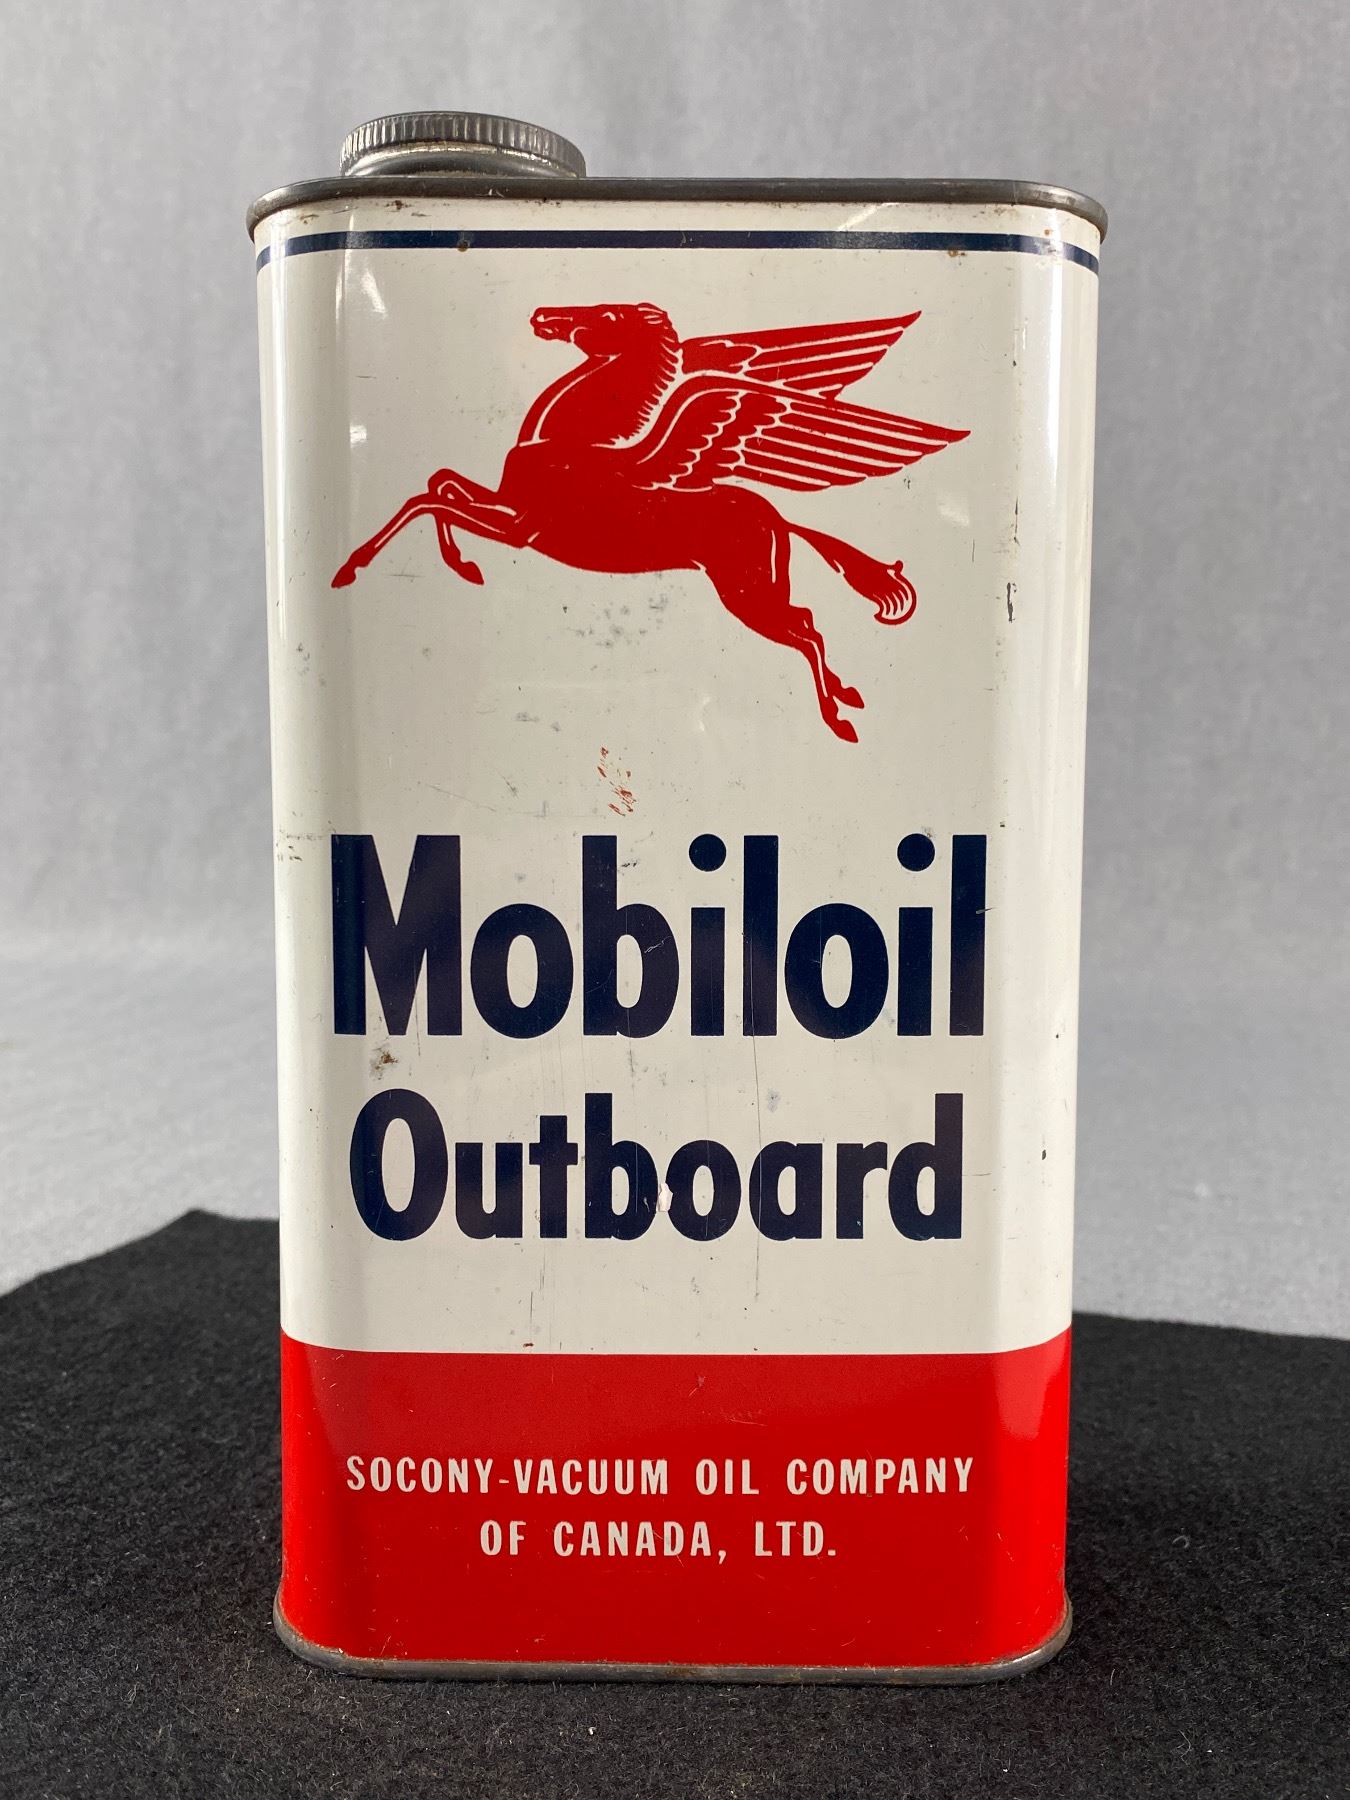 Mobiloil
Outboard
SOCONY-VACUUM OIL COMPANY
OF CANADA, LTD.